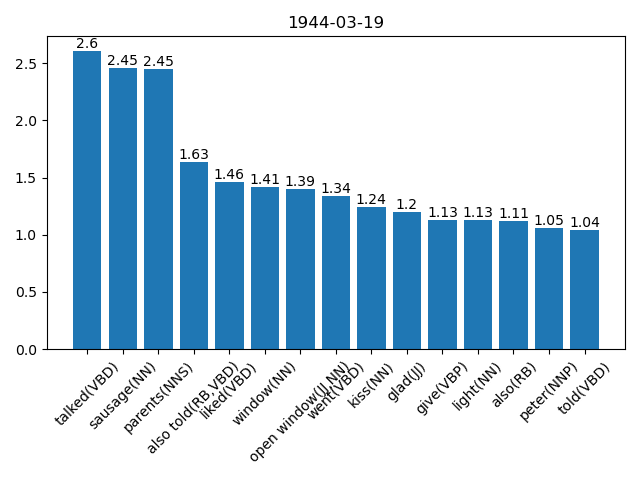 1944-03-19
2.6
2.45
2.45
1.63
1.46
1.41
1.39
1.34
1.24
1.2
1.13
1.13
1.11
1.05
1.04
2.5
2.0
1.5
1.0
0.5
0.0
talked(VBD)
sausage(NN)
parents(NNS)
also told(RB,VBD)
liked(VBD)
window(NN)
open window(JJ,NN)
went(VBD)
kiss(NN)
glad(JJ)
give(VBP)
light(NN)
also(RB)
peter(NNP)
told(VBD)